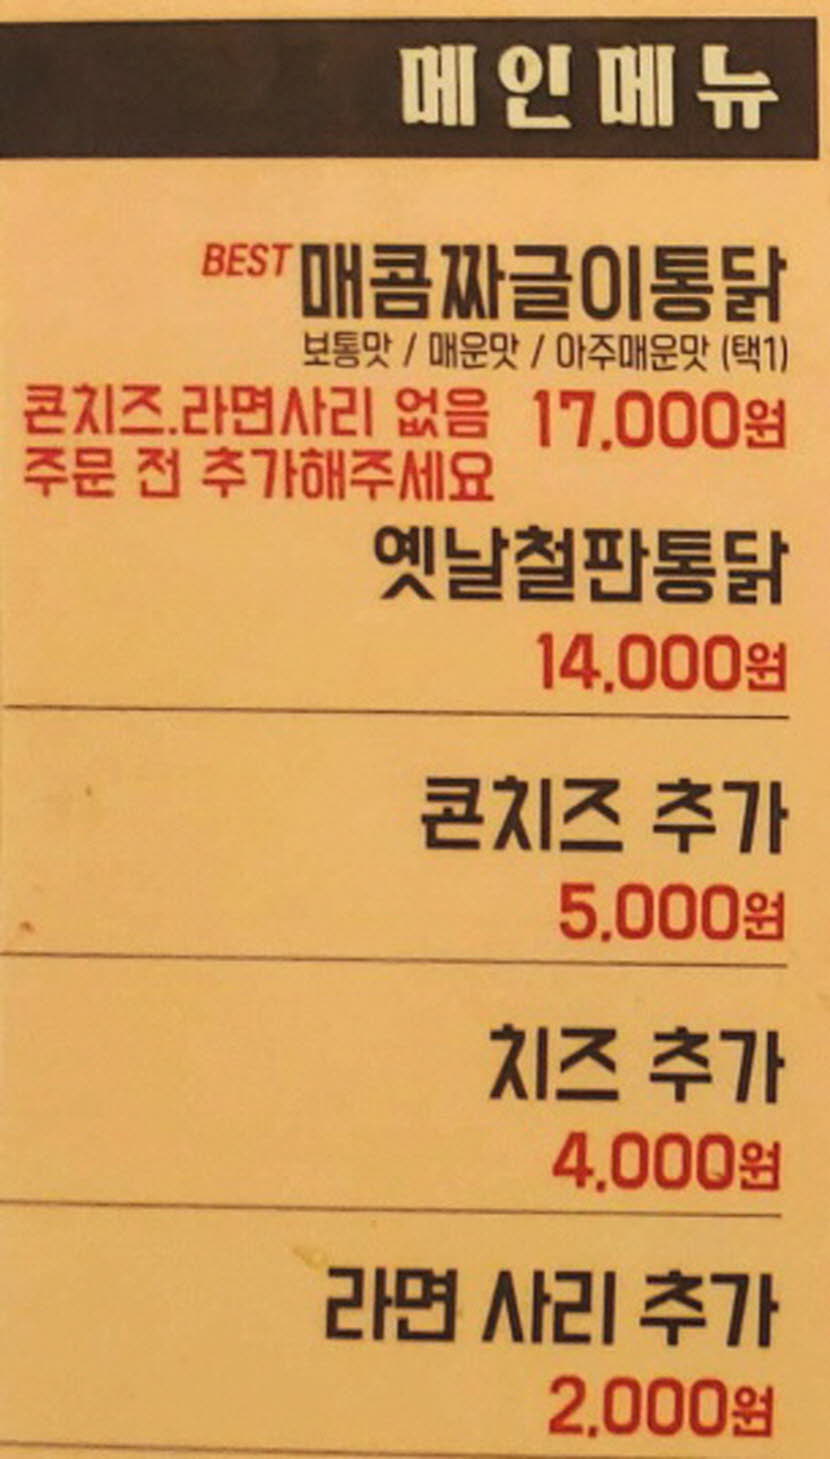 메인메뉴
BEST 매콤짜글이통닭
보통맛 / 매운맛 / 아주매운맛 (택1)
콘치즈.라면사리 없음 17,000원
주문 전 추가해주세요
옛날철판통닭
14,000원
콘치즈 추가
5,000원
치즈 추가
4,000원
라면 사리 추가
2,000원